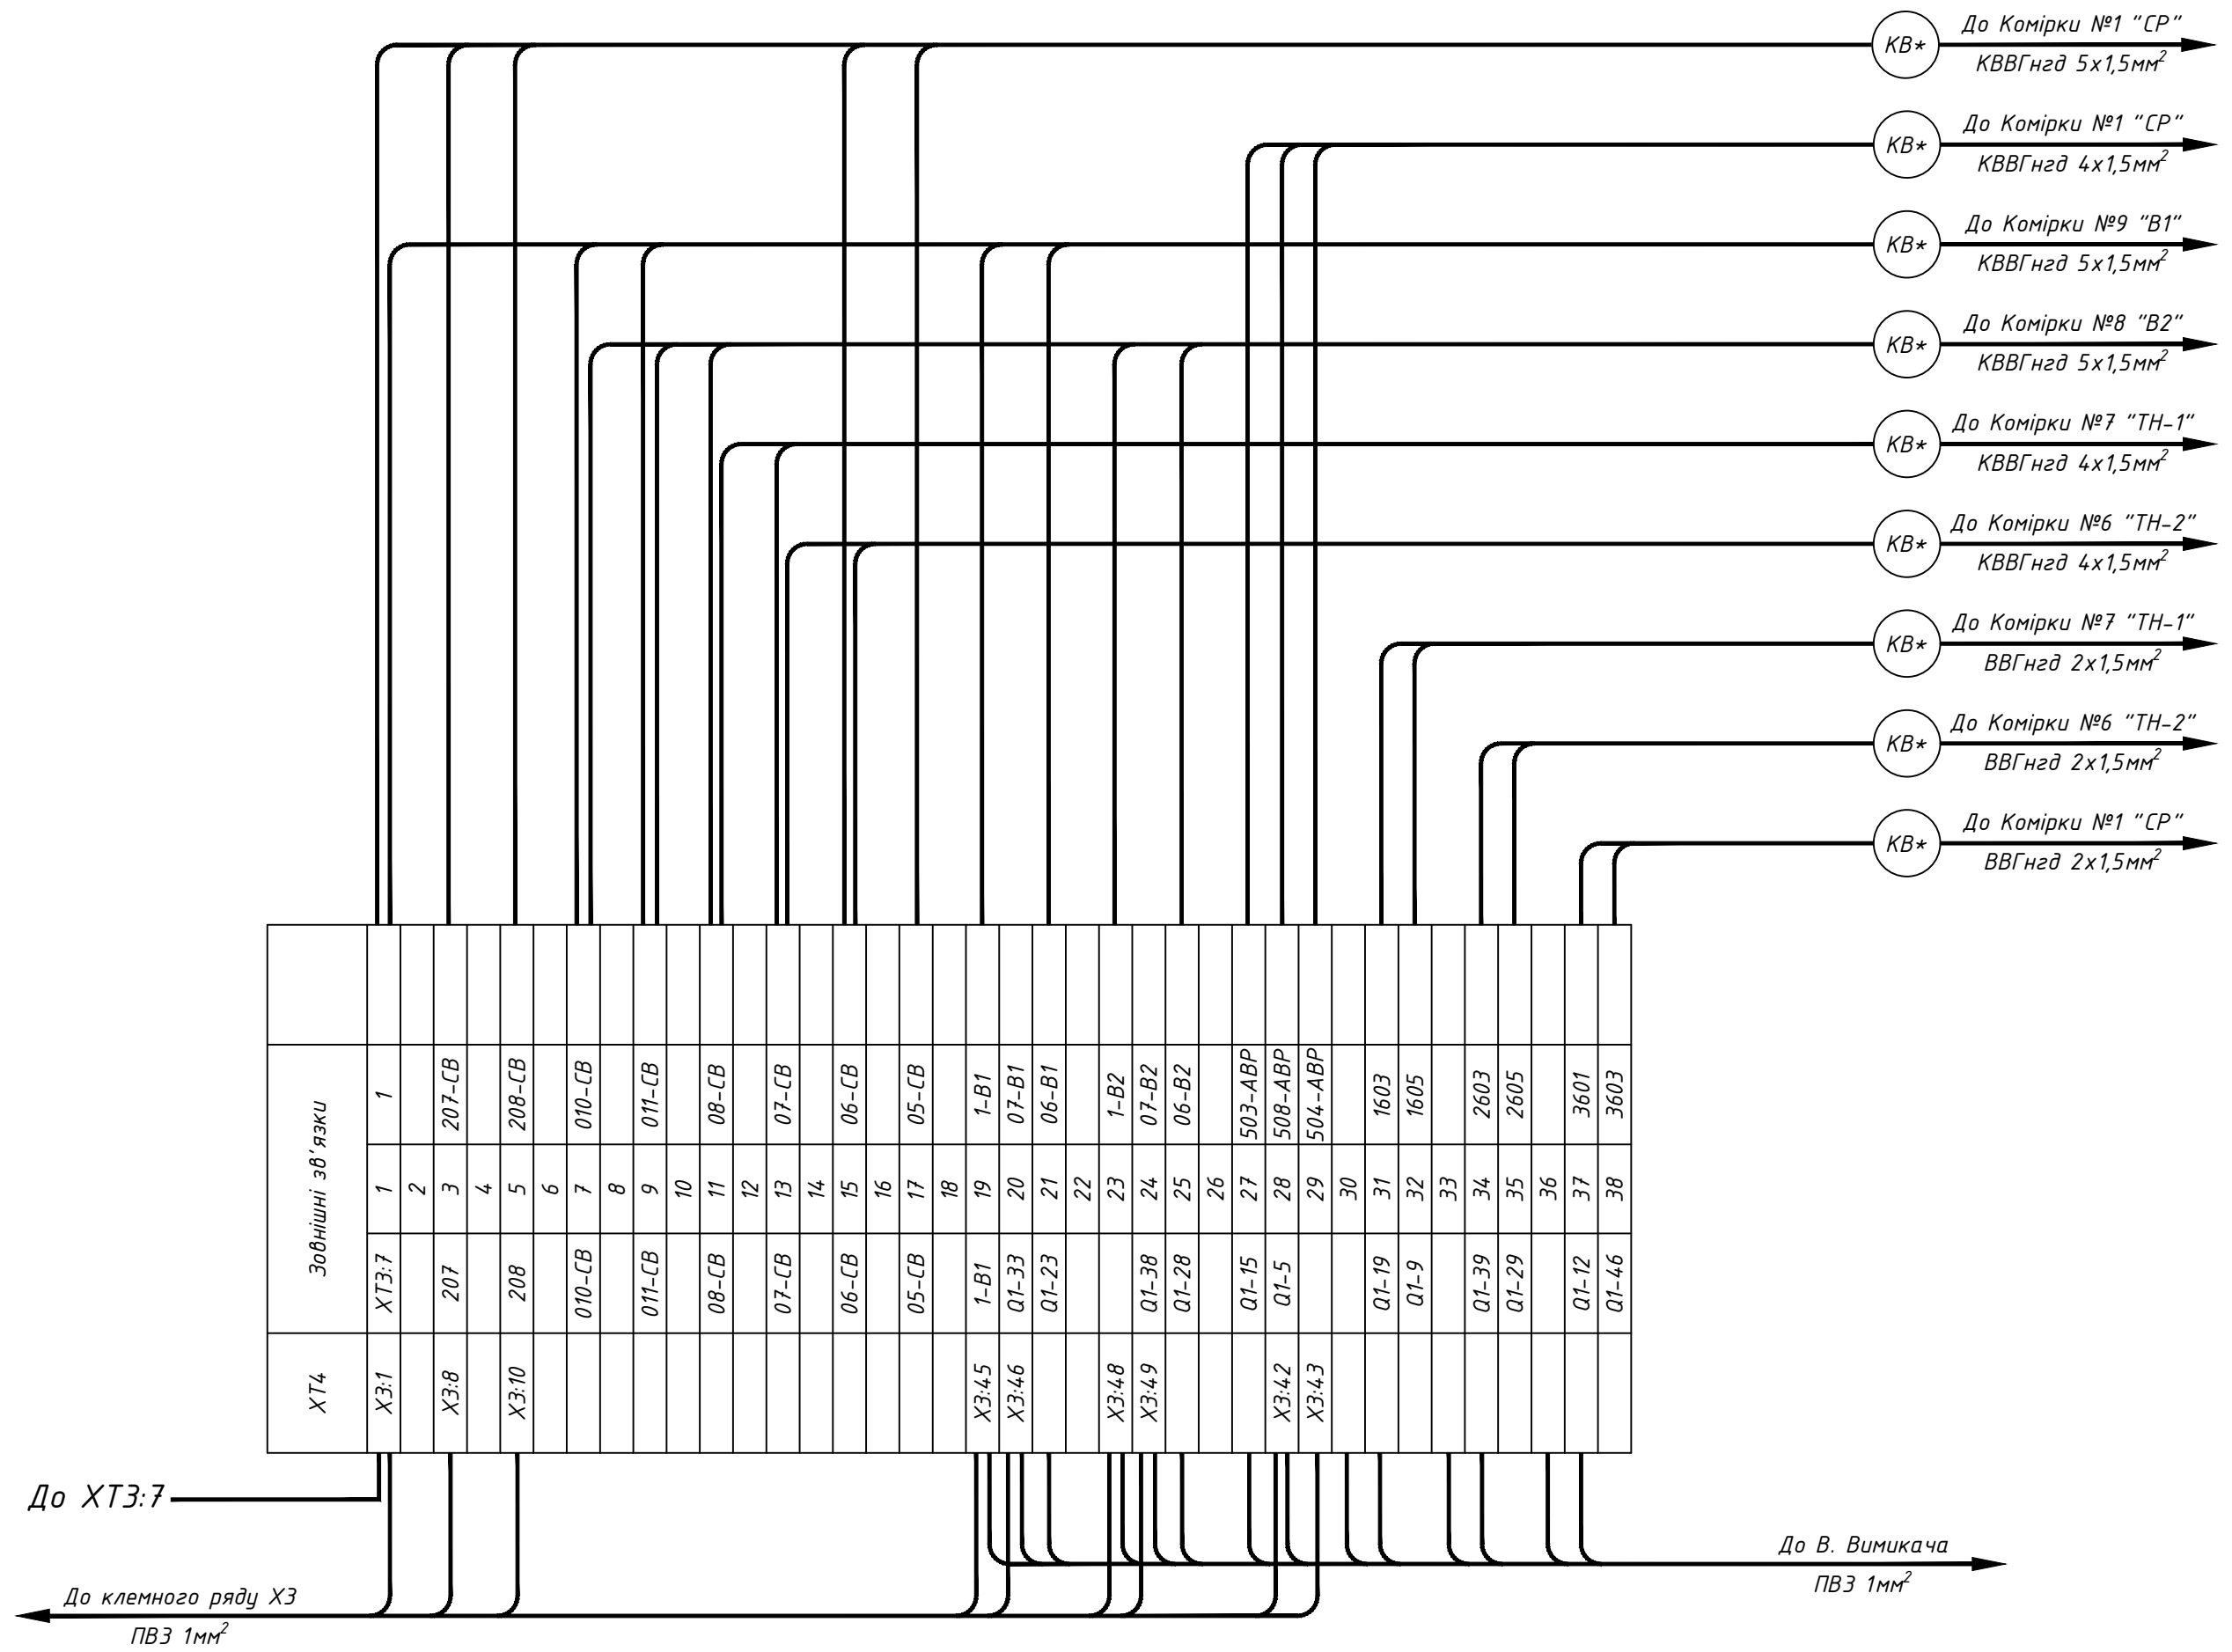 До Комірки №1 "СР"
КВ*
КВВГнгд 5х1,5мм²
До Комірки №1 "СР"
КВ*
КВВГнгд 4х1,5мм²
До Комірки №9 "В1"
КВ*
КВВГнгд 5х1,5мм²
До Комірки №8 "В2"
КВ*
КВВГнгд 5х1,5мм²
До Комірки №7 "ТН-1"
КВ*
КВВГнгд 4х1,5мм²
До Комірки №6 "ТН-2"
КВ*
КВВГнгд 4х1,5мм²
До Комірки №7 "ТН-1"
КВ*
ВВГнгд 2х1,5мм²
До Комірки №6 "ТН-2"
КВ*
ВВГнгд 2х1,5мм²
До Комірки №1 "СР"
КВ*
ВВГнгд 2х1,5мм²
Зовнішні зв'язки
1 207-СВ 208-СВ 010-СВ 011-СВ 08-СВ 07-СВ 06-СВ 05-СВ 1-В1 07-В1 06-В1 1-В2 07-В2 06-В2 503-АВР 508-АВР 504-АВР 1603 1605 2603 2605 3601 3603
1 2 3 4 5 6 7 8 9 10 11 12 13 14 15 16 17 18 19 20 21 22 23 24 25 26 27 28 29 30 31 32 33 34 35 36 37 38
ХТ3:7 207 208 010-СВ 011-СВ 08-СВ 07-СВ 06-СВ 05-СВ 1-В1 Q1-33 Q1-23 Q1-38 Q1-28 Q1-15 Q1-5 Q1-19 Q1-9 Q1-39 Q1-29 Q1-12 Q1-46
ХТ4
Х3:1 Х3:8 Х3:10 Х3:45 Х3:46 Х3:48 Х3:49 Х3:42 Х3:43
До ХТ3:7
До В. Вимикача
ПВ3 1мм²
До клемного ряду Х3
ПВ3 1мм²